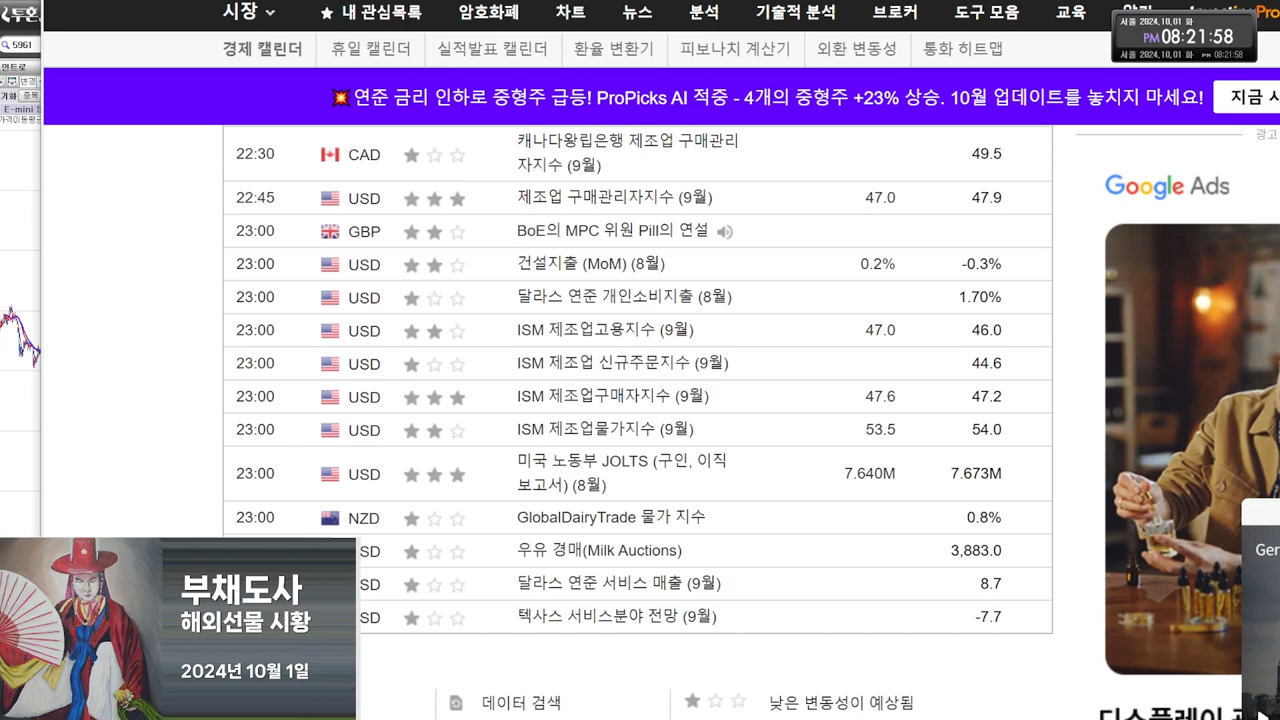 시장
★ 내 관심목록
암호화폐
차트
뉴스
분석
기술적 분석
브로커
도구 모음
교육
서울 2024.10.01 화
PM 08:21:58
서울 2024.10.01 화 PM 08:21:58
5961
경제 캘린더
휴일 캘린더
실적발표 캘린더
환율 변환기
피보나치 계산기
외환 변동성
통화 히트맵
변경
E-mini S
💥연준 금리 인하로 중형주 급등! ProPicks AI 적중 - 4개의 중형주 +23% 상승. 10월 업데이트를 놓치지 마세요!
지금 시
광고
22:30 CAD 캐나다왕립은행 제조업 구매관리
자지수 (9월) 49.5
22:45 USD 제조업 구매관리자지수 (9월) 47.0 47.9
23:00 GBP BoE의 MPC 위원 Pill의 연설
23:00 USD 건설지출 (MoM) (8월) 0.2% -0.3%
23:00 USD 달라스 연준 개인소비지출 (8월) 1.70%
23:00 USD ISM 제조업고용지수 (9월) 47.0 46.0
23:00 USD ISM 제조업 신규주문지수 (9월) 44.6
23:00 USD ISM 제조업구매자지수 (9월) 47.6 47.2
23:00 USD ISM 제조업물가지수 (9월) 53.5 54.0
23:00 USD 미국 노동부 JOLTS (구인, 이직
보고서) (8월) 7.640M 7.673M
23:00 NZD GlobalDairyTrade 물가 지수 0.8%
SD 우유 경매(Milk Auctions) 3,883.0
SD 달라스 연준 서비스 매출 (9월) 8.7
SD 텍사스 서비스분야 전망 (9월) -7.7
데이터 검색
낮은 변동성이 예상됨
Google Ads
Ger
부채도사
해외선물 시황
2024년 10월 1일